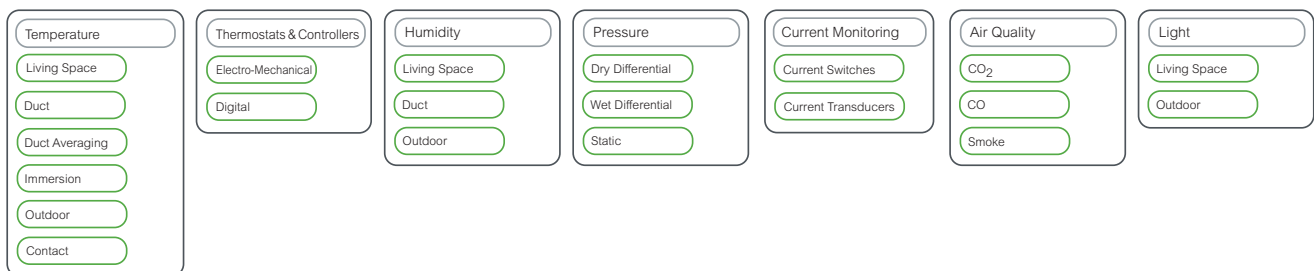 Temperature
Living Space
Duct
Duct Averaging
Immersion
Outdoor
Contact
Thermostats & Controllers
Electro-Mechanical
Digital
Humidity
Living Space
Duct
Outdoor
Pressure
Dry Differential
Wet Differential
Static
Current Monitoring
Current Switches
Current Transducers
Air Quality
CO2
CO
Smoke
Light
Living Space
Outdoor